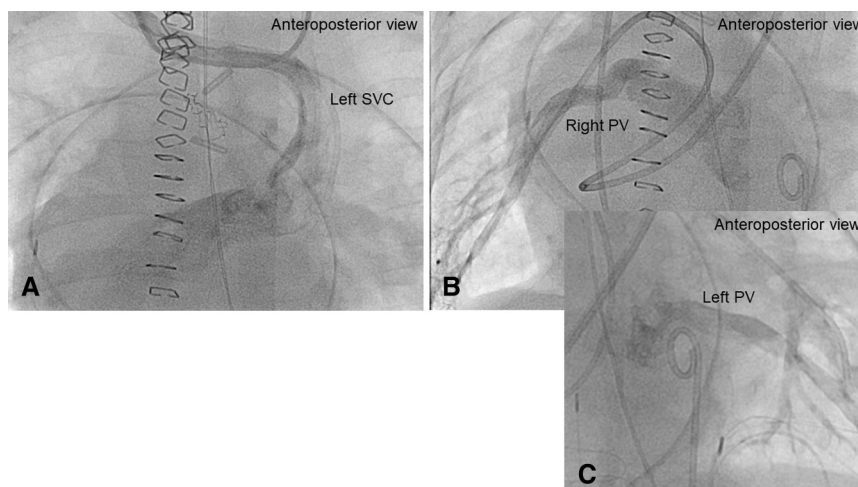 Anteroposterior view
Left SVC
A
Anteroposterior view
Right PV
B
Anteroposterior view
Left PV
C